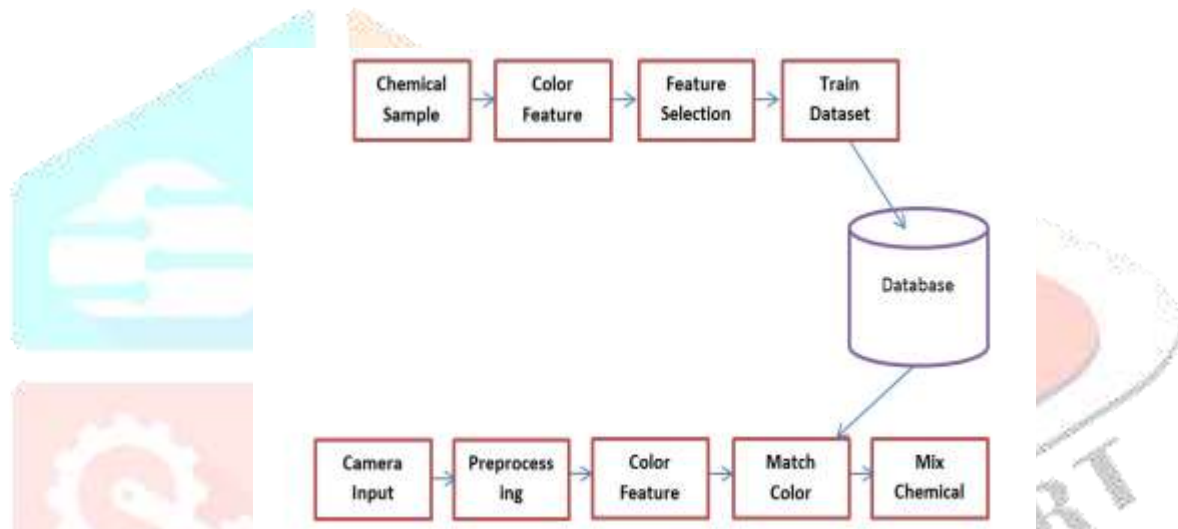 Chemical
Sample
Color
Feature
Feature
Selection
Train
Dataset
Database
Camera
Input
Preprocess
ing
Color
Feature
Match
Color
Mix
Chemical
RT